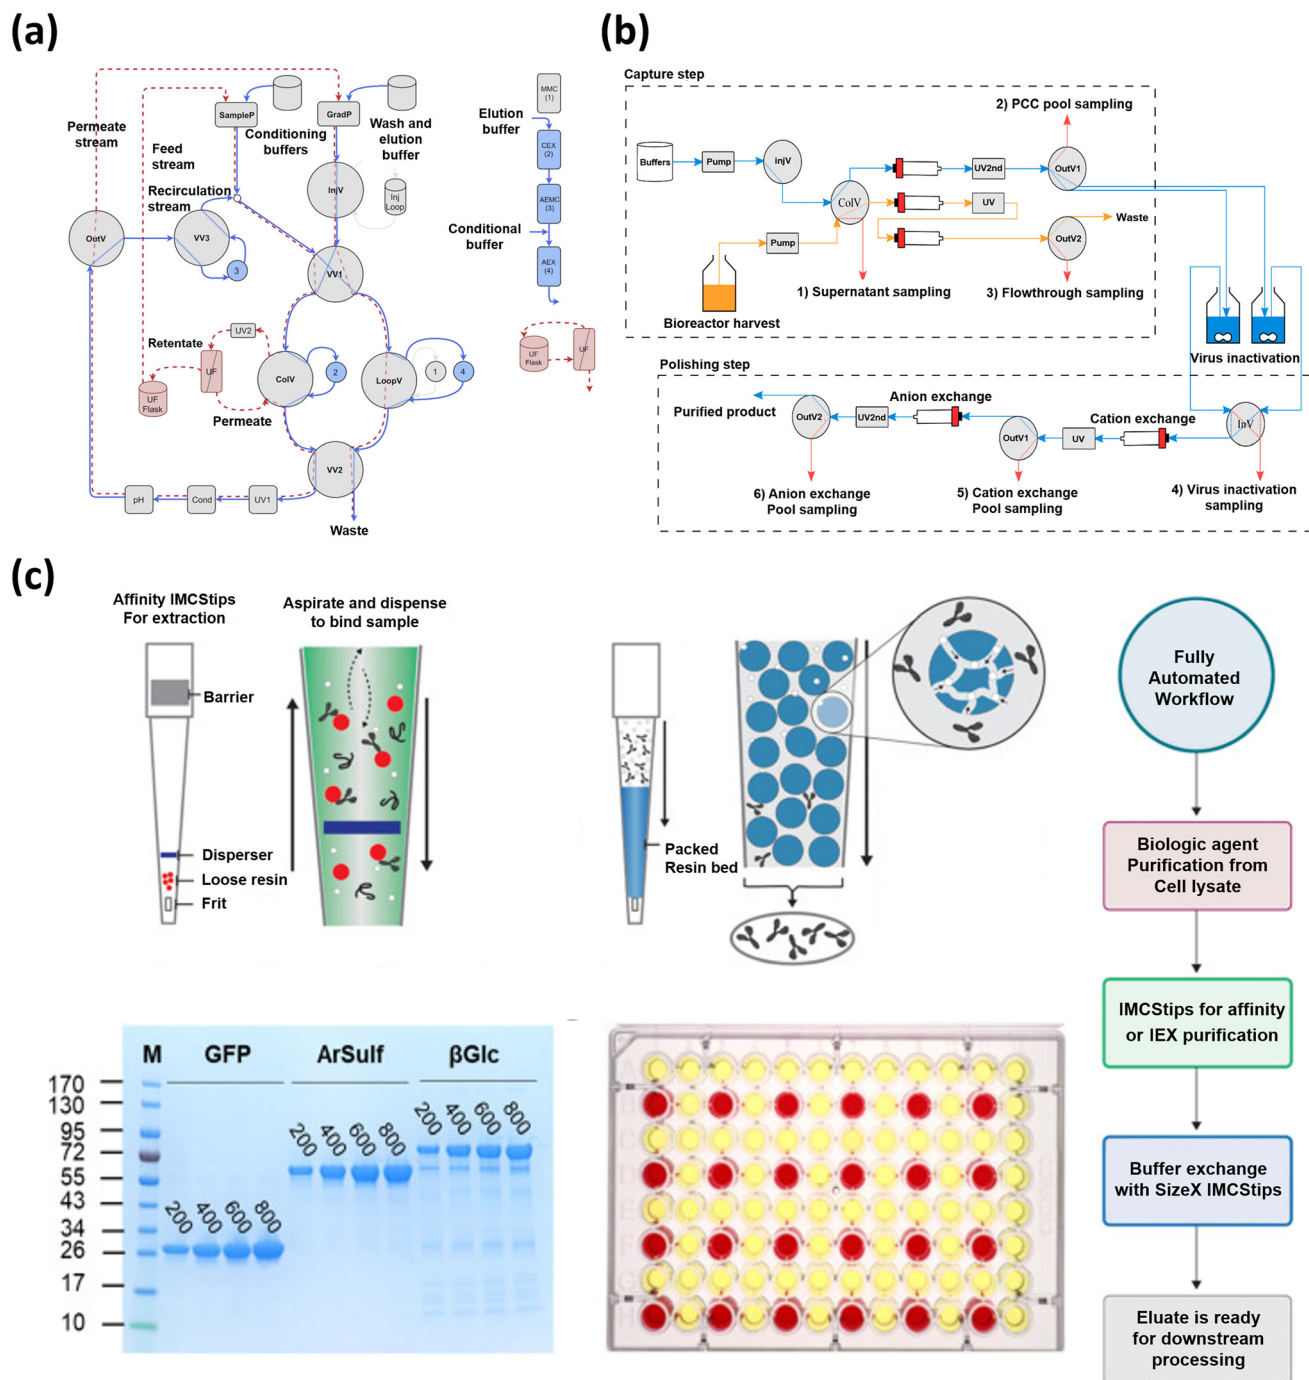 (a)
SampleP
GradP
Permeate
stream
Conditioning
buffers
Wash and
elution
buffer
Feed
stream
Recirculation
stream
InjV
Inj
Loop
OutV
VV3
3
VV1
Retentate
UV2
UF
UF
Flask
ColV
2
LoopV
1
4
Permeate
VV2
pH
Cond
UV1
Waste
MMC
(1)
Elution
buffer
CEX
(2)
AEMC
(3)
Conditional
buffer
AEX
(4)
UF
Flask
UF
(b)
Capture step
2) PCC pool sampling
Buffers
Pump
injV
UV2nd
OutV1
ColV
UV
Waste
Pump
OutV2
1) Supernatant sampling
3) Flowthrough sampling
Bioreactor harvest
Virus inactivation
Polishing step
Purified product
OutV2
UV2nd
Anion exchange
OutV1
UV
Cation exchange
InV
6) Anion exchange
Pool sampling
5) Cation exchange
Pool sampling
4) Virus inactivation
sampling
(c)
Affinity IMCStips
For extraction
Aspirate and dispense
to bind sample
Barrier
Disperser
Loose resin
Frit
Packed
Resin bed
Fully
Automated
Workflow
Biologic agent
Purification from
Cell lysate
IMCStips for affinity
or IEX purification
Buffer exchange
with SizeX IMCStips
Eluate is ready
for downstream
processing
M
GFP
ArSulf
βGlc
170
130
95
72
55
43
34
26
17
10
200
400
600
800
200
400
600
800
200
400
600
800